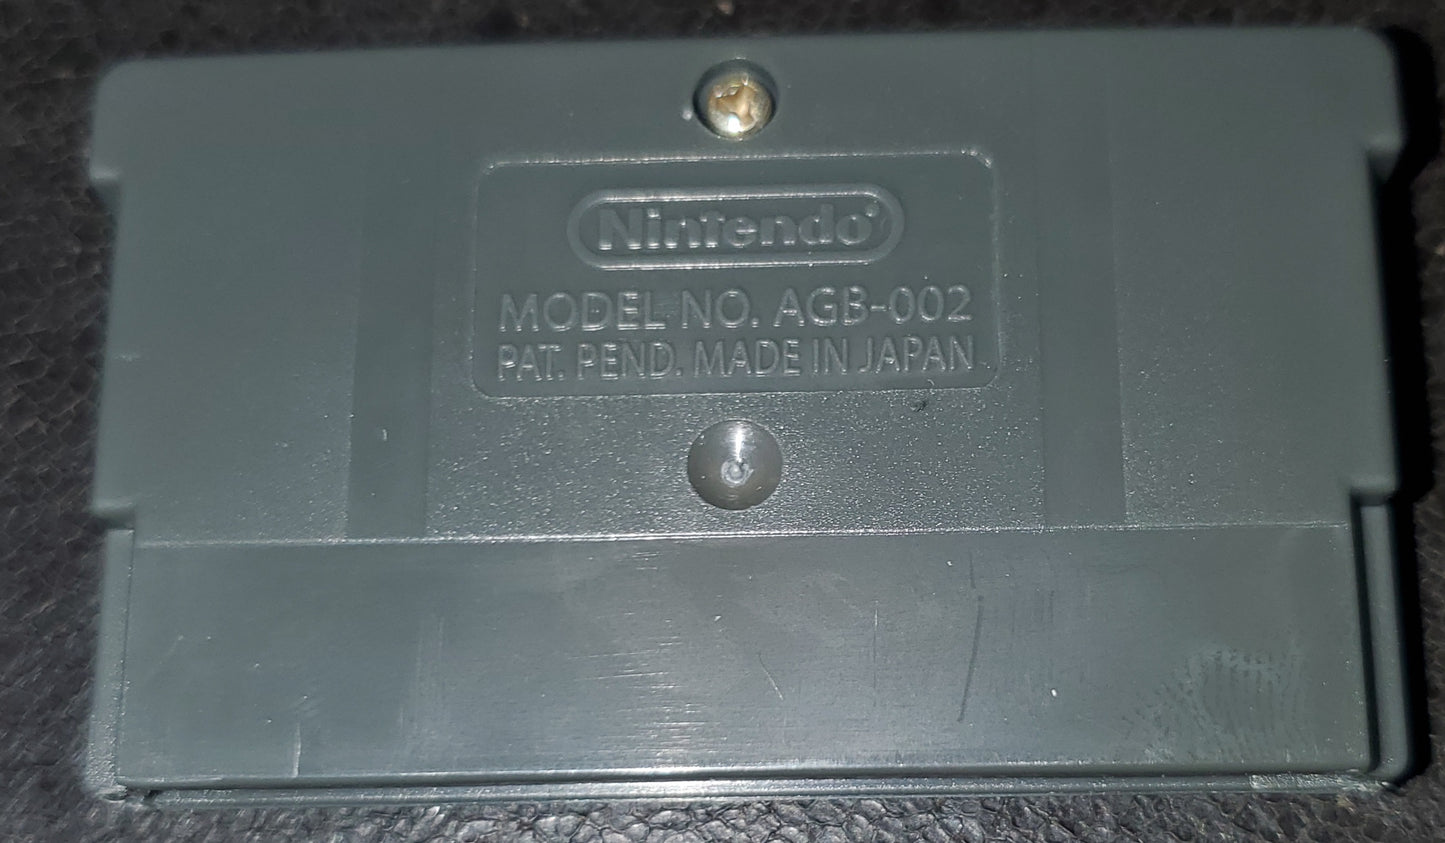 Nintendo®
MODEL NO. AGB-002
PAT. PEND. MADE IN JAPAN